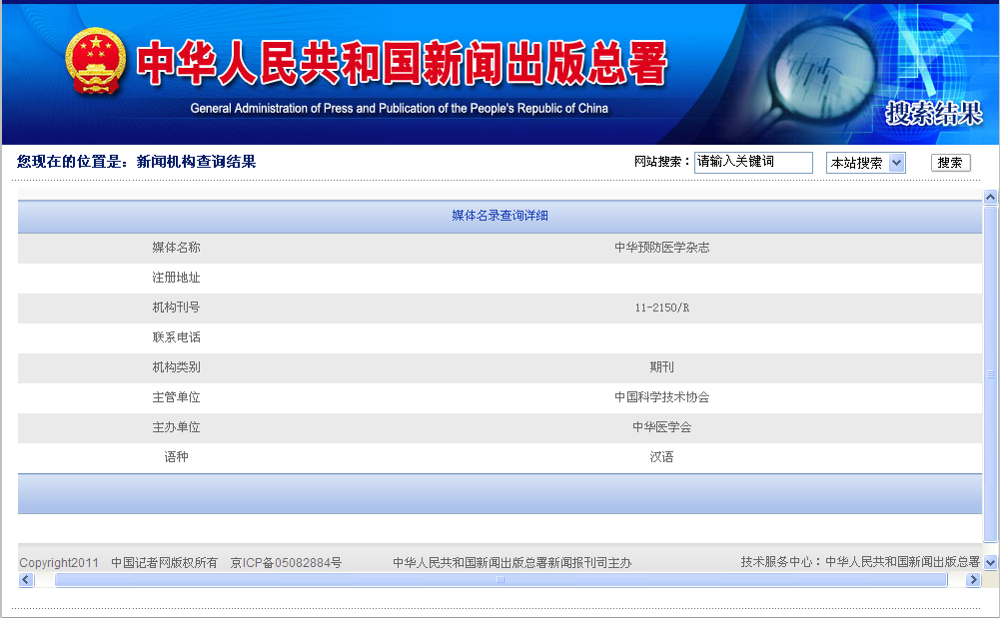 中华人民共和国新闻出版总署
General Administration of Press and Publication of the People's Republic of China
搜索结果
您现在的位置是：新闻机构查询结果 网站搜索： 请输入关键词 本站搜索 搜索
媒体名录查询详细
媒体名称 中华预防医学杂志
注册地址
机构刊号 11-2150/R
联系电话
机构类别 期刊
主管单位 中国科学技术协会
主办单位 中华医学会
语种 汉语
Copyright2011 中国记者网版权所有 京ICP备05082884号 中华人民共和国新闻出版总署新闻报刊司主办 技术服务中心：中华人民共和国新闻出版总署